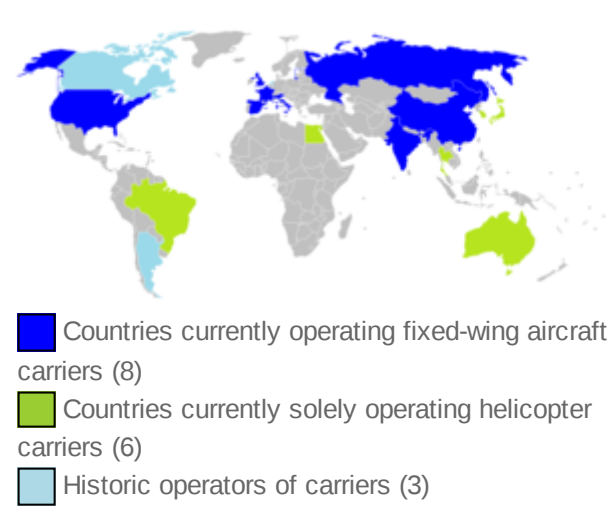 Countries currently operating fixed-wing aircraft
carriers (8)
Countries currently solely operating helicopter
carriers (6)
Historic operators of carriers (3)